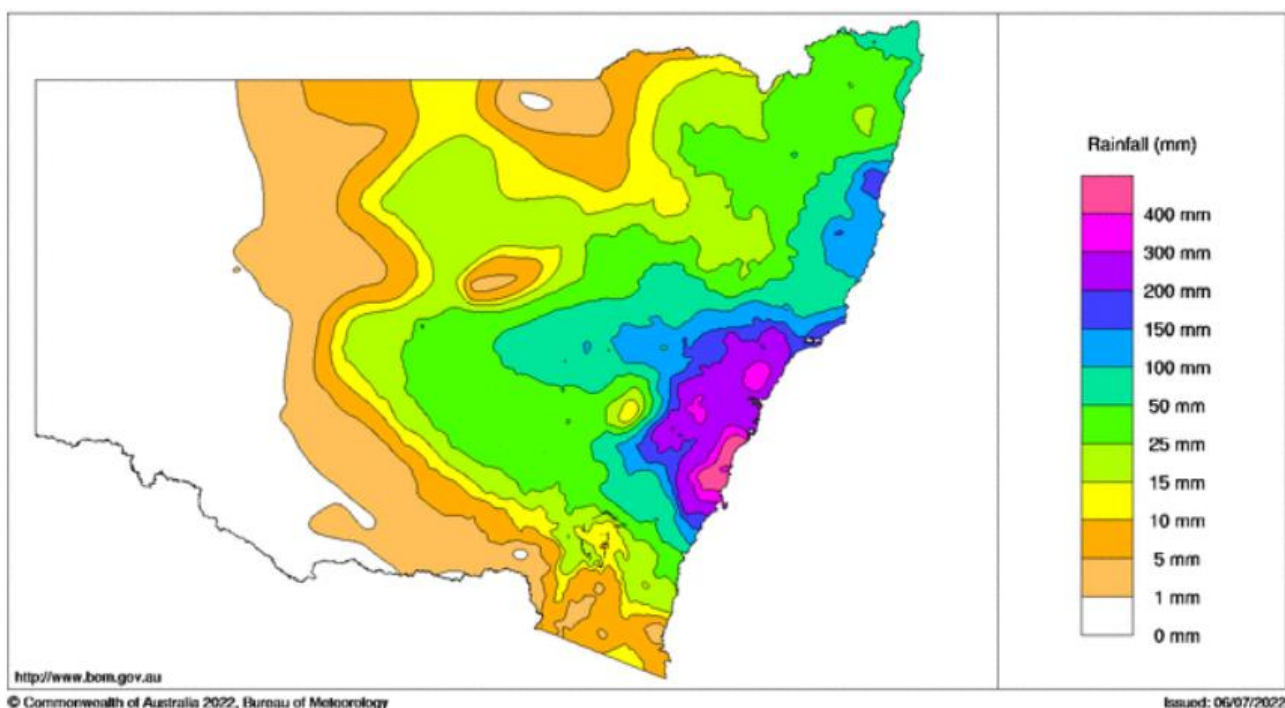 Rainfall (mm)
400 mm
300 mm
200 mm
150 mm
100 mm
50 mm
25 mm
15 mm
10 mm
5 mm
1 mm
0 mm
http://www.bom.gov.au
© Commonwealth of Australia 2022, Bureau of Meteorology
Issued: 06/07/2022